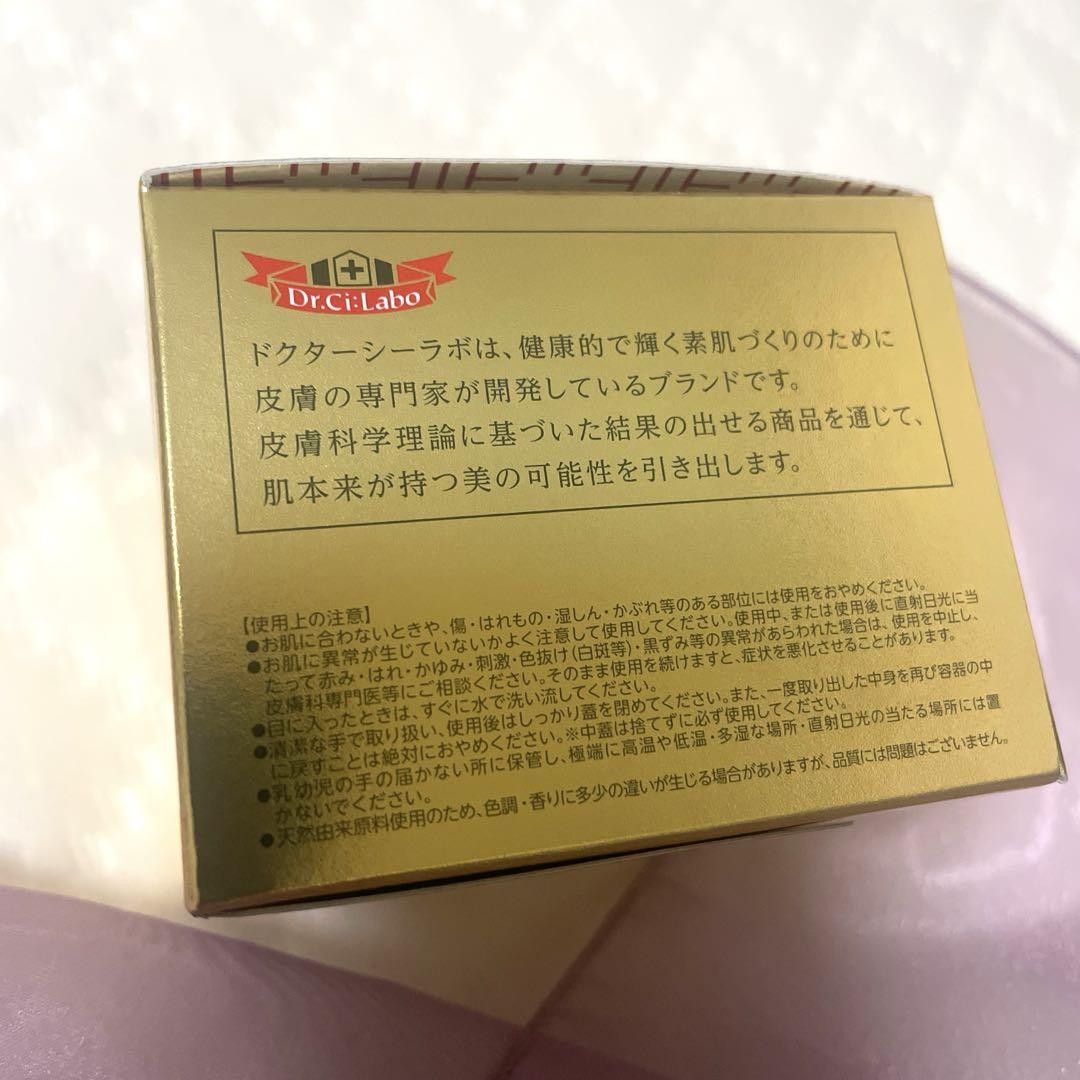 Dr.Ci:Labo
ドクターシーラボは、健康的で輝く素肌づくりのために
皮膚の専門家が開発しているブランドです。
皮膚科学理論に基づいた結果の出せる商品を通じて、
肌本来が持つ美の可能性を引き出します。
【使用上の注意】
●お肌に合わないときや、傷・はれもの・湿しん・かぶれ等のある部位には使用をおやめください。
●お肌に異常が生じていないかよく注意して使用してください。使用中、または使用後に直射日光に当
たって赤み・はれ・かゆみ・刺激・色抜け(白斑等)・黒ずみ等の異常があらわれた場合は、使用を中止し、
皮膚科専門医等にご相談ください。そのまま使用を続けますと、症状を悪化させることがあります。
●目に入ったときは、すぐに水で洗い流してください。
●清潔な手で取り扱い、使用後はしっかり蓋を閉めてください。また、一度取り出した中身を再び容器の中
に戻すことは絶対におやめください。※中蓋は捨てずに必ず使用してください。
●乳幼児の手の届かない所に保管し、極端に高温や低温・多湿な場所・直射日光の当たる場所には置
かないでください。
●天然由来原料使用のため、色調・香りに多少の違いが生じる場合がありますが、品質には問題はございません。